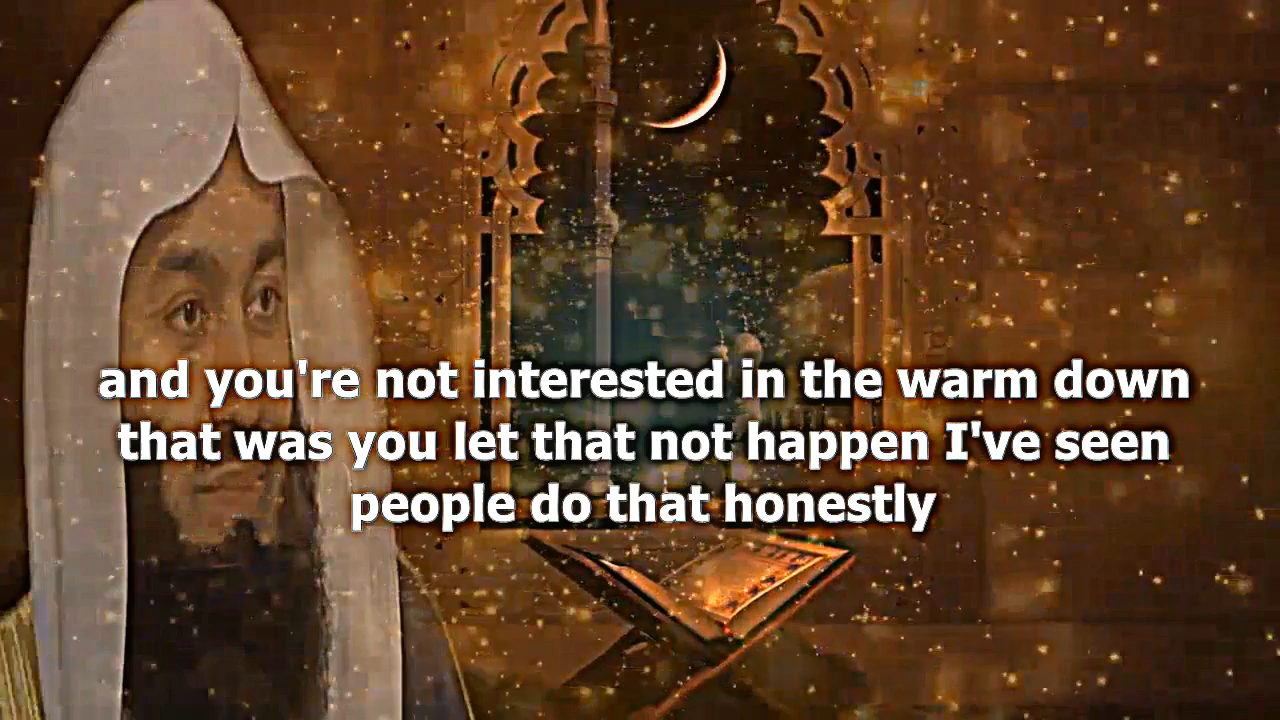 and you're not interested in the warm down
that was you let that not happen I've seen
people do that honestly